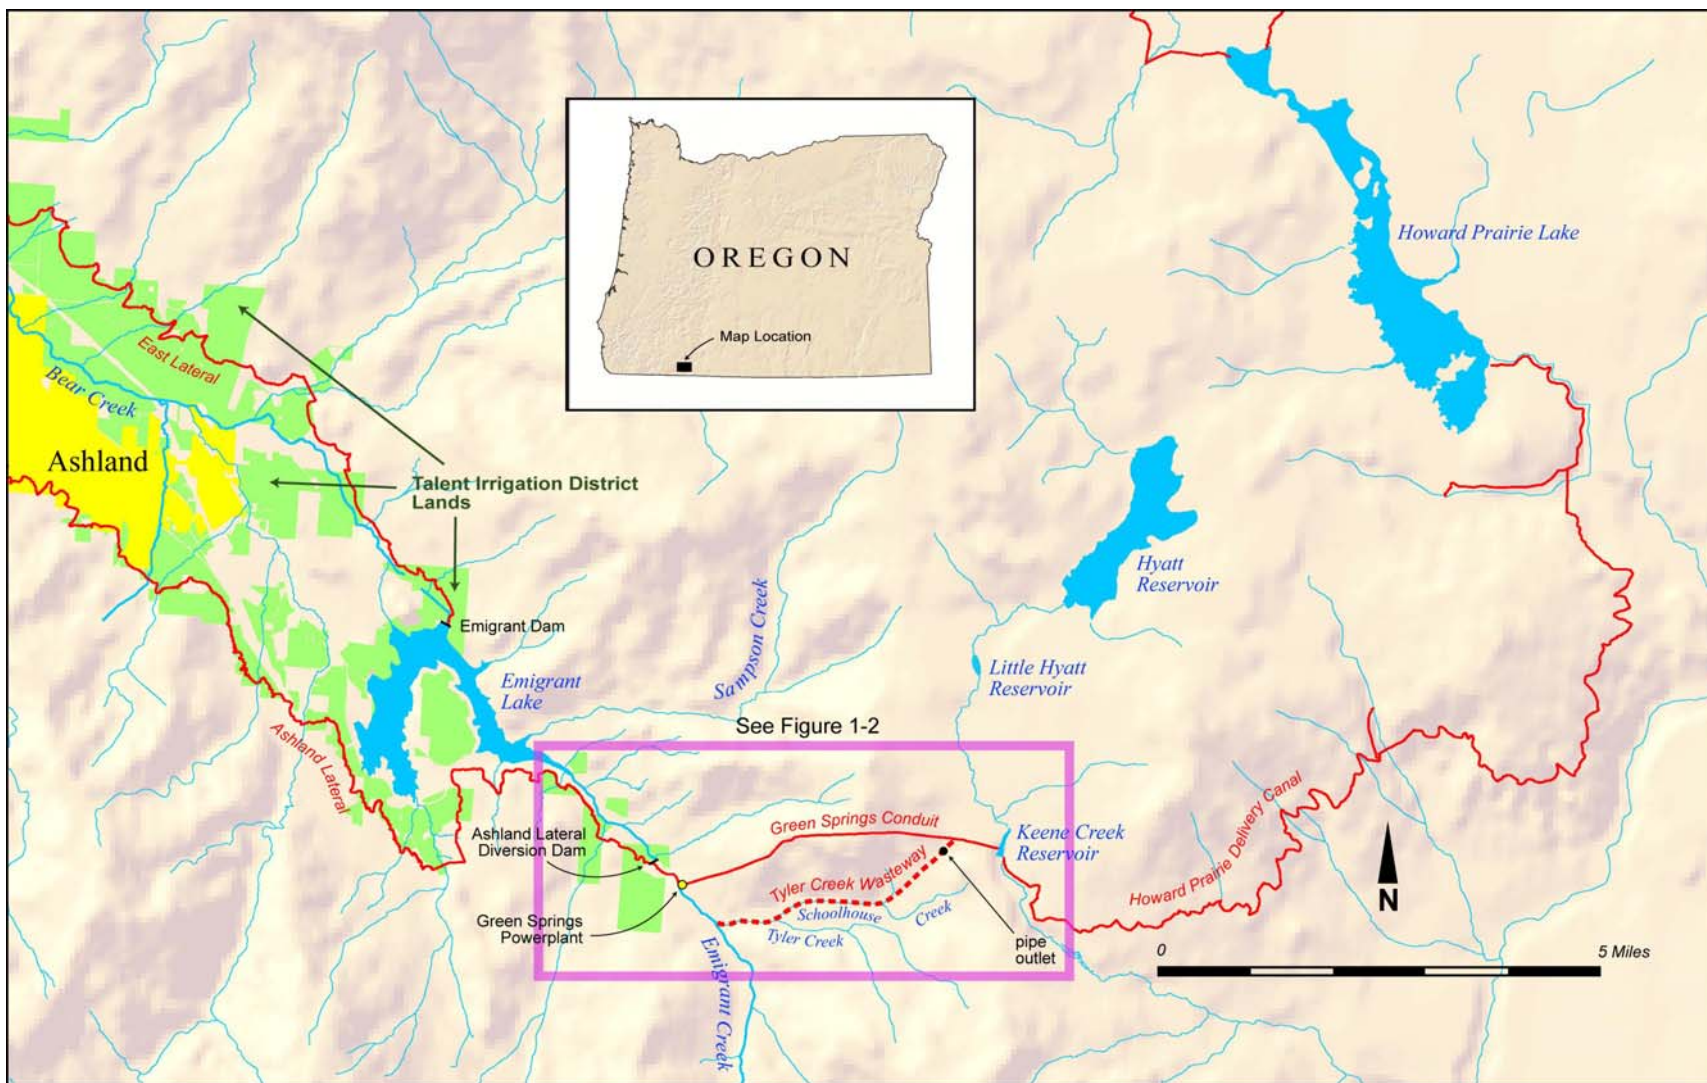 OREGON
Map Location
Howard Prairie Lake
East Lateral
Bear Creek
Ashland
Talent Irrigation District
Lands
Hyatt
Reservoir
Emigrant Dam
Sampson Creek
Little Hyatt
Reservoir
Emigrant
Lake
See Figure 1-2
Ashland Lateral
Ashland Lateral
Diversion Dam
Green Springs Conduit
Keene Creek
Reservoir
Howard Prairie Delivery Canal
Tyler Creek Wasteway
Schoolhouse
Creek
Tyler Creek
Green Springs
Powerplant
Emigrant Creek
pipe
outlet
N
0
5 Miles